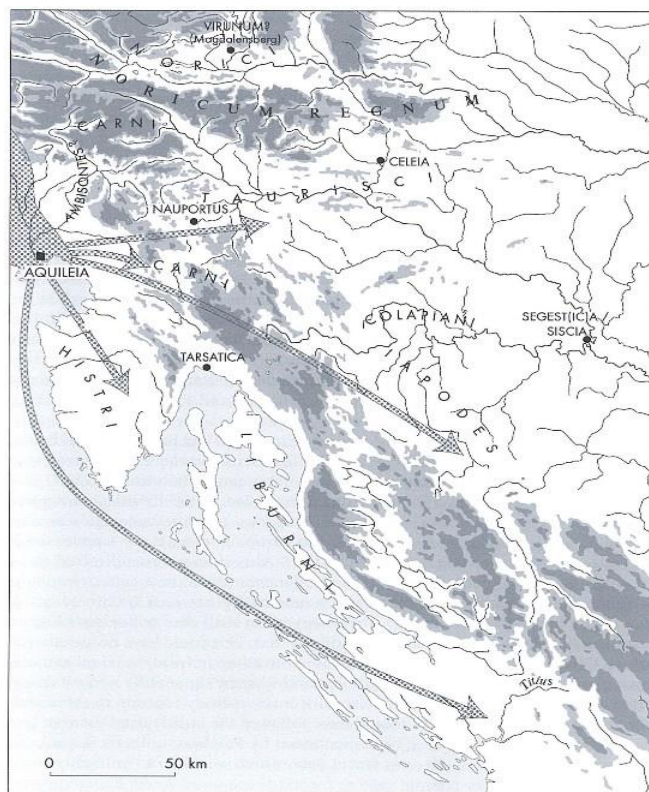 VIRUNUM?
(Magdalensberg)
NORICI
NORICUM REGNUM
CARNI
AMBISONTES
CELEIA
TAURISCI
NAUPORTUS
AQUILEIA
CARNI
COLAPIANI
SEGEST(IC)A /
SISCIA
IAPODES
TARSATICA
HISTRI
LIBURNI
Titius
0 50 km